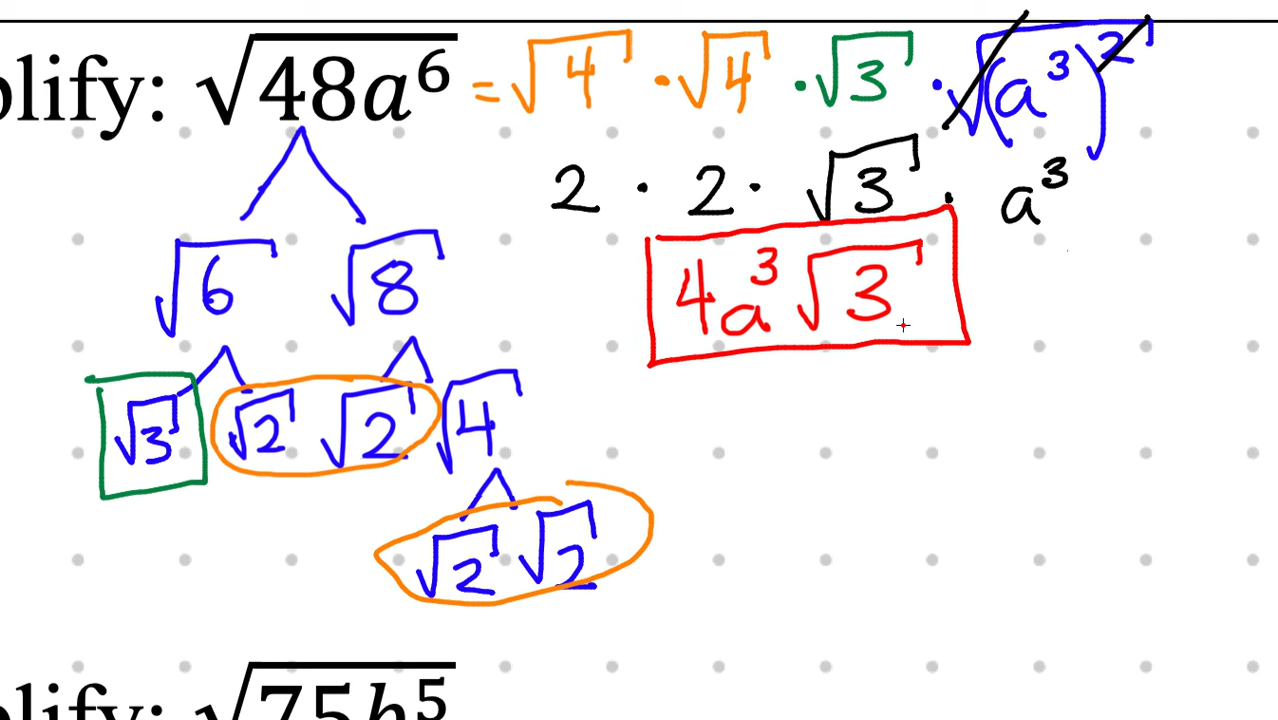 plify: √48a⁶ = √4 · √4 · √3 · √(a³)²
2 · 2 · √3 · a³
4a³√3
√6 √8
√3 √2 √2 √4
√2 √2
plify: √75b⁵